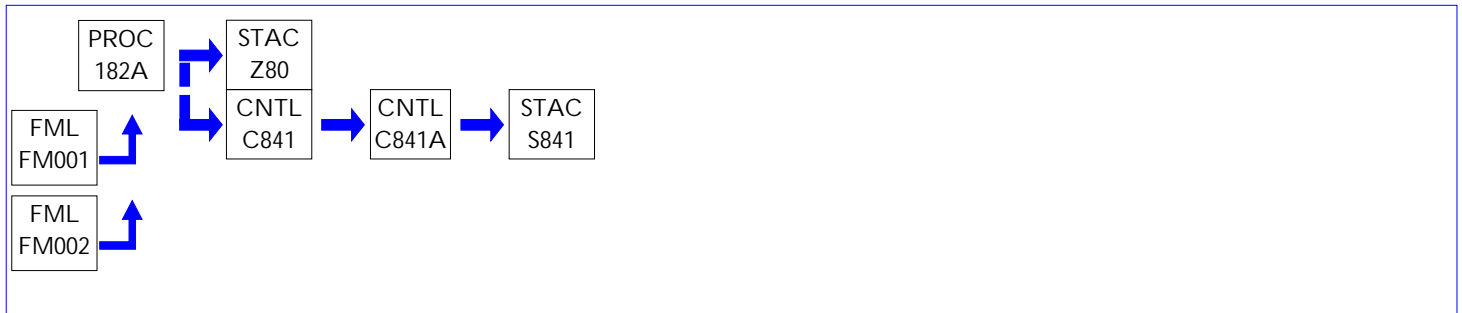 PROC
182A
STAC
Z80
CNTL
C841
CNTL
C841A
STAC
S841
FML
FM001
FML
FM002